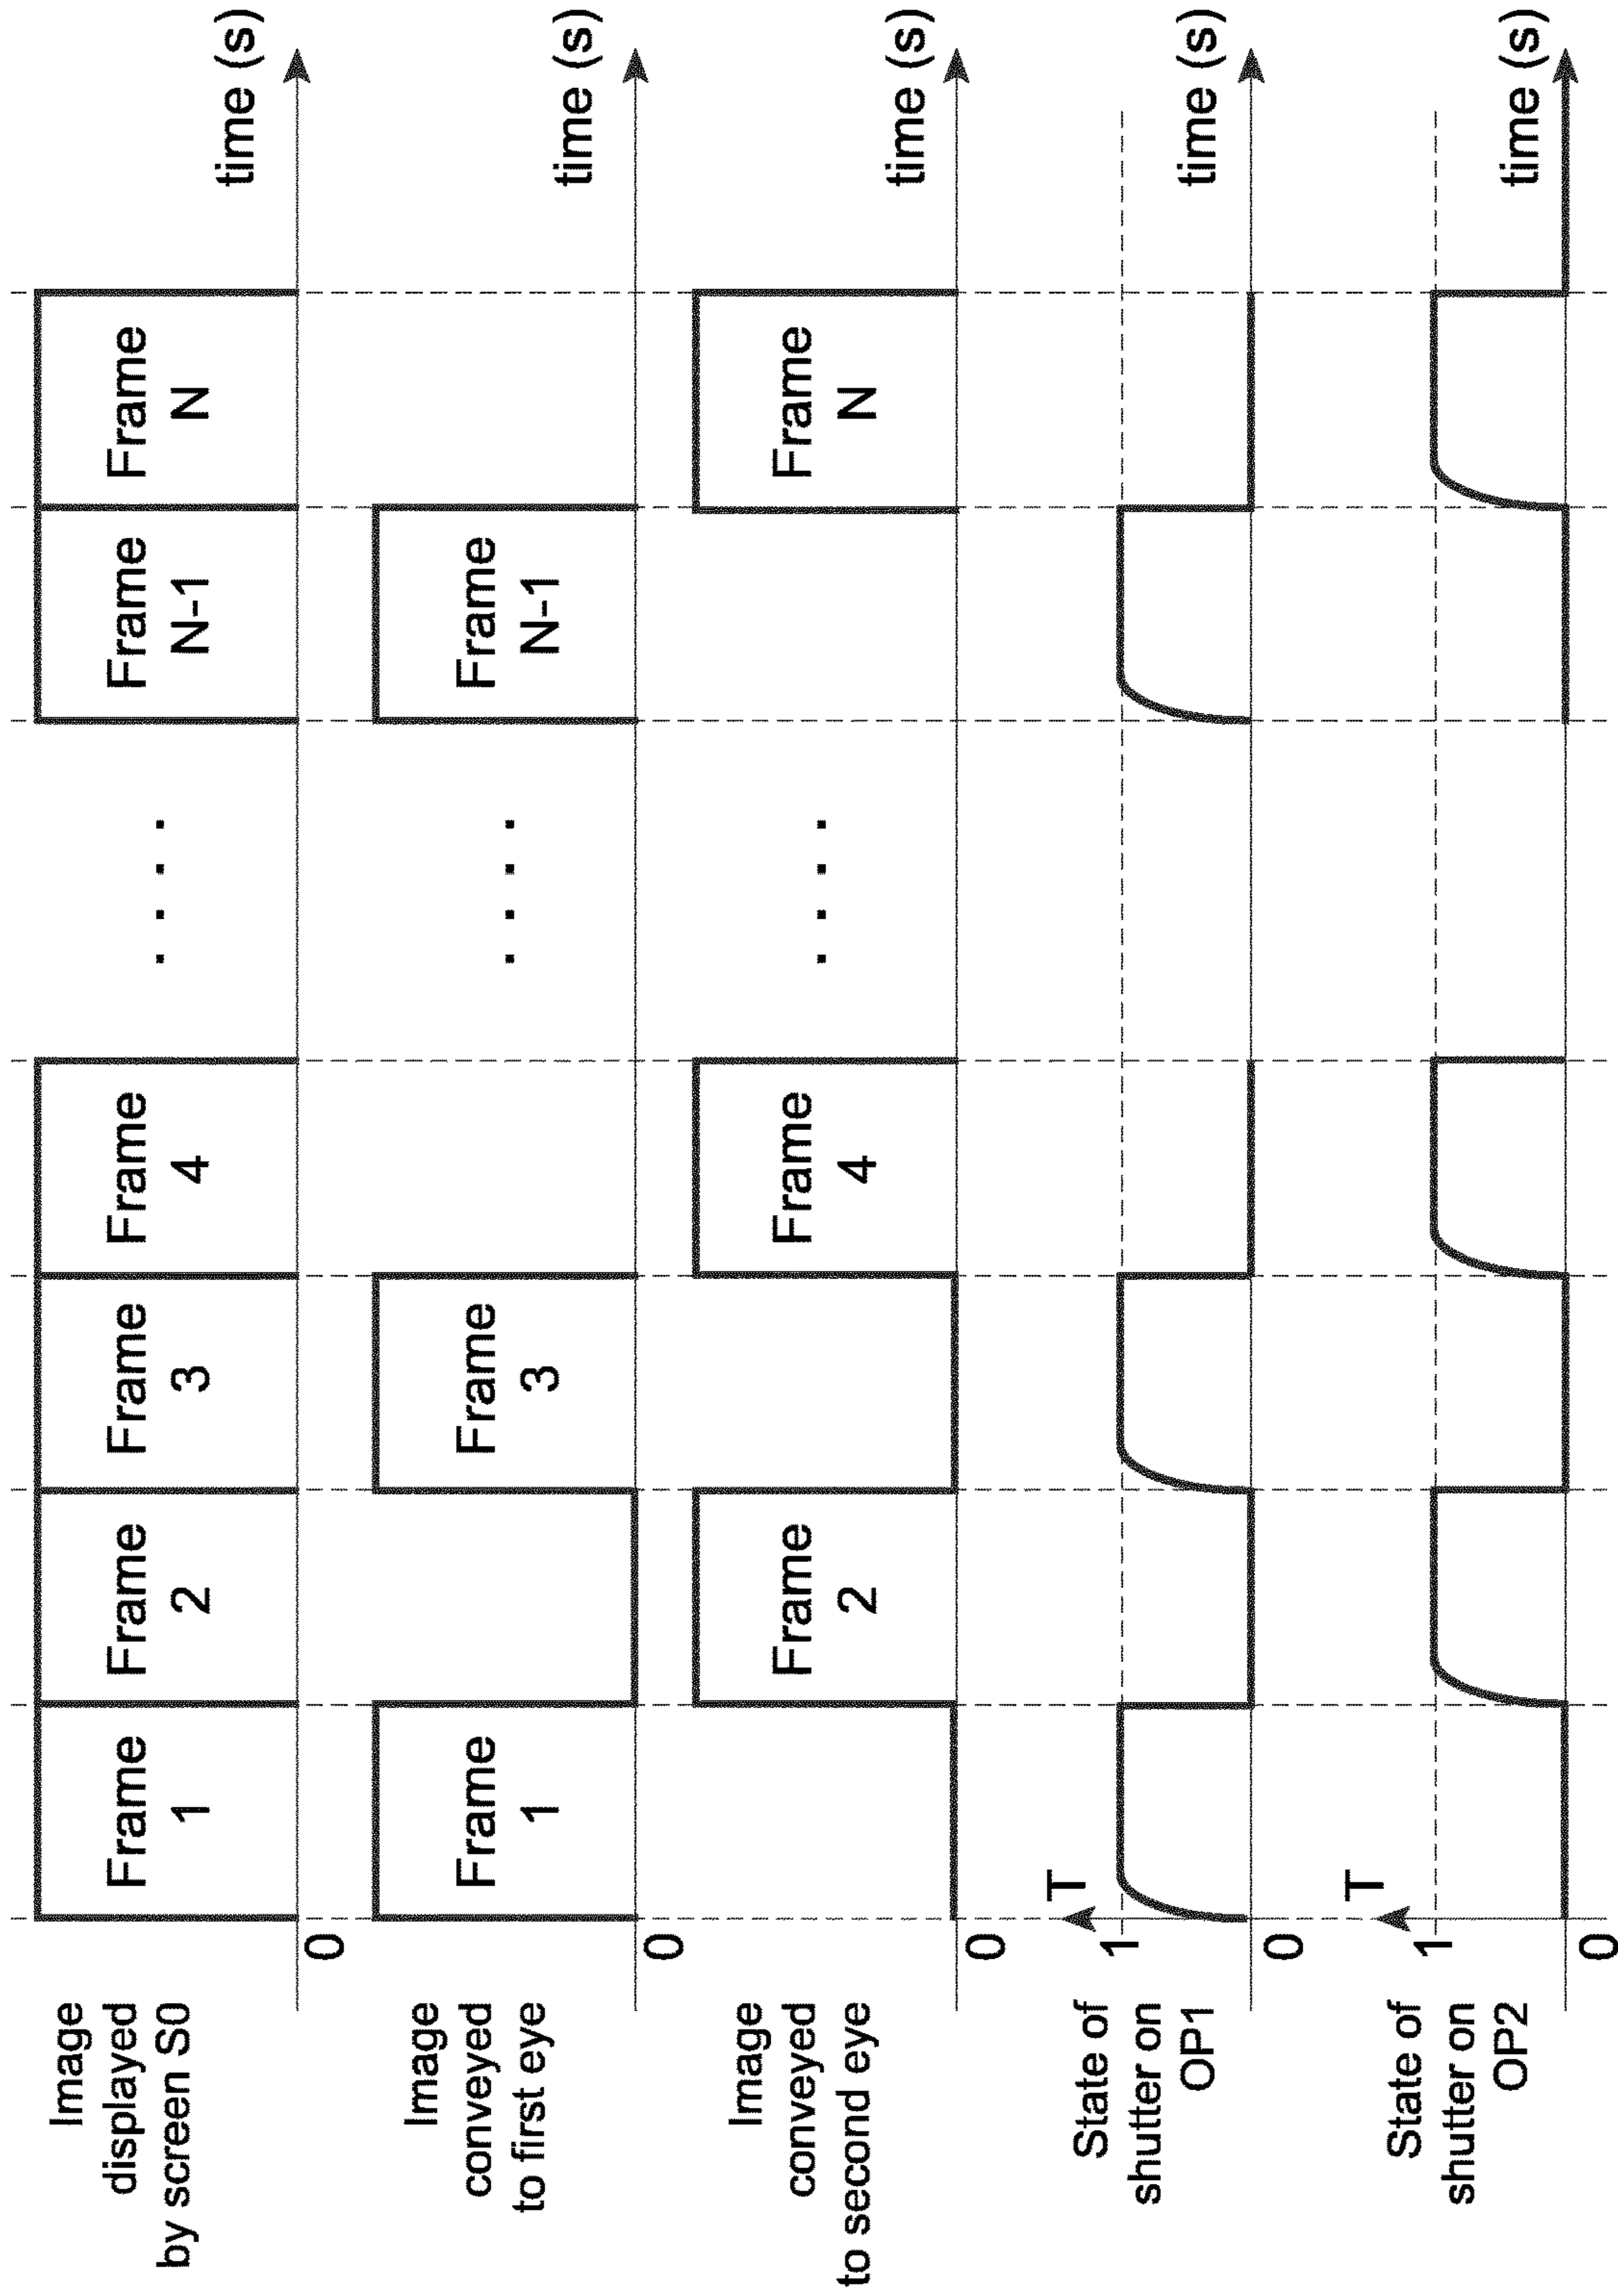 Image
displayed
by screen S0
Frame
1
Frame
2
Frame
3
Frame
4
. . . .
Frame
N-1
Frame
N
time (s)
0
Image
conveyed
to first eye
Frame
1
Frame
3
. . . .
Frame
N-1
time (s)
0
Image
conveyed
to second eye
Frame
2
Frame
4
. . . .
Frame
N
time (s)
0
State of
shutter on
OP1
T
1
0
time (s)
State of
shutter on
OP2
T
1
0
time (s)